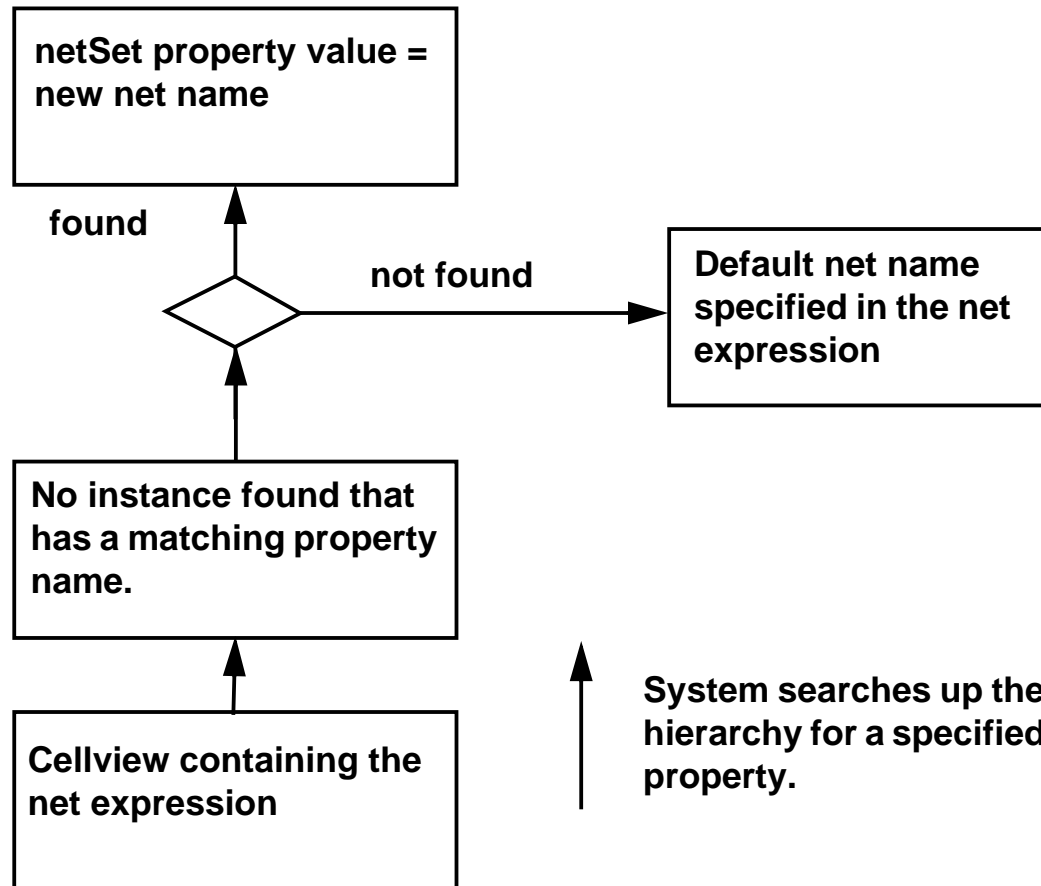 netSet property value =
new net name
found
not found
Default net name
specified in the net
expression
No instance found that
has a matching property
name.
System searches up the
hierarchy for a specified
property.
Cellview containing the
net expression